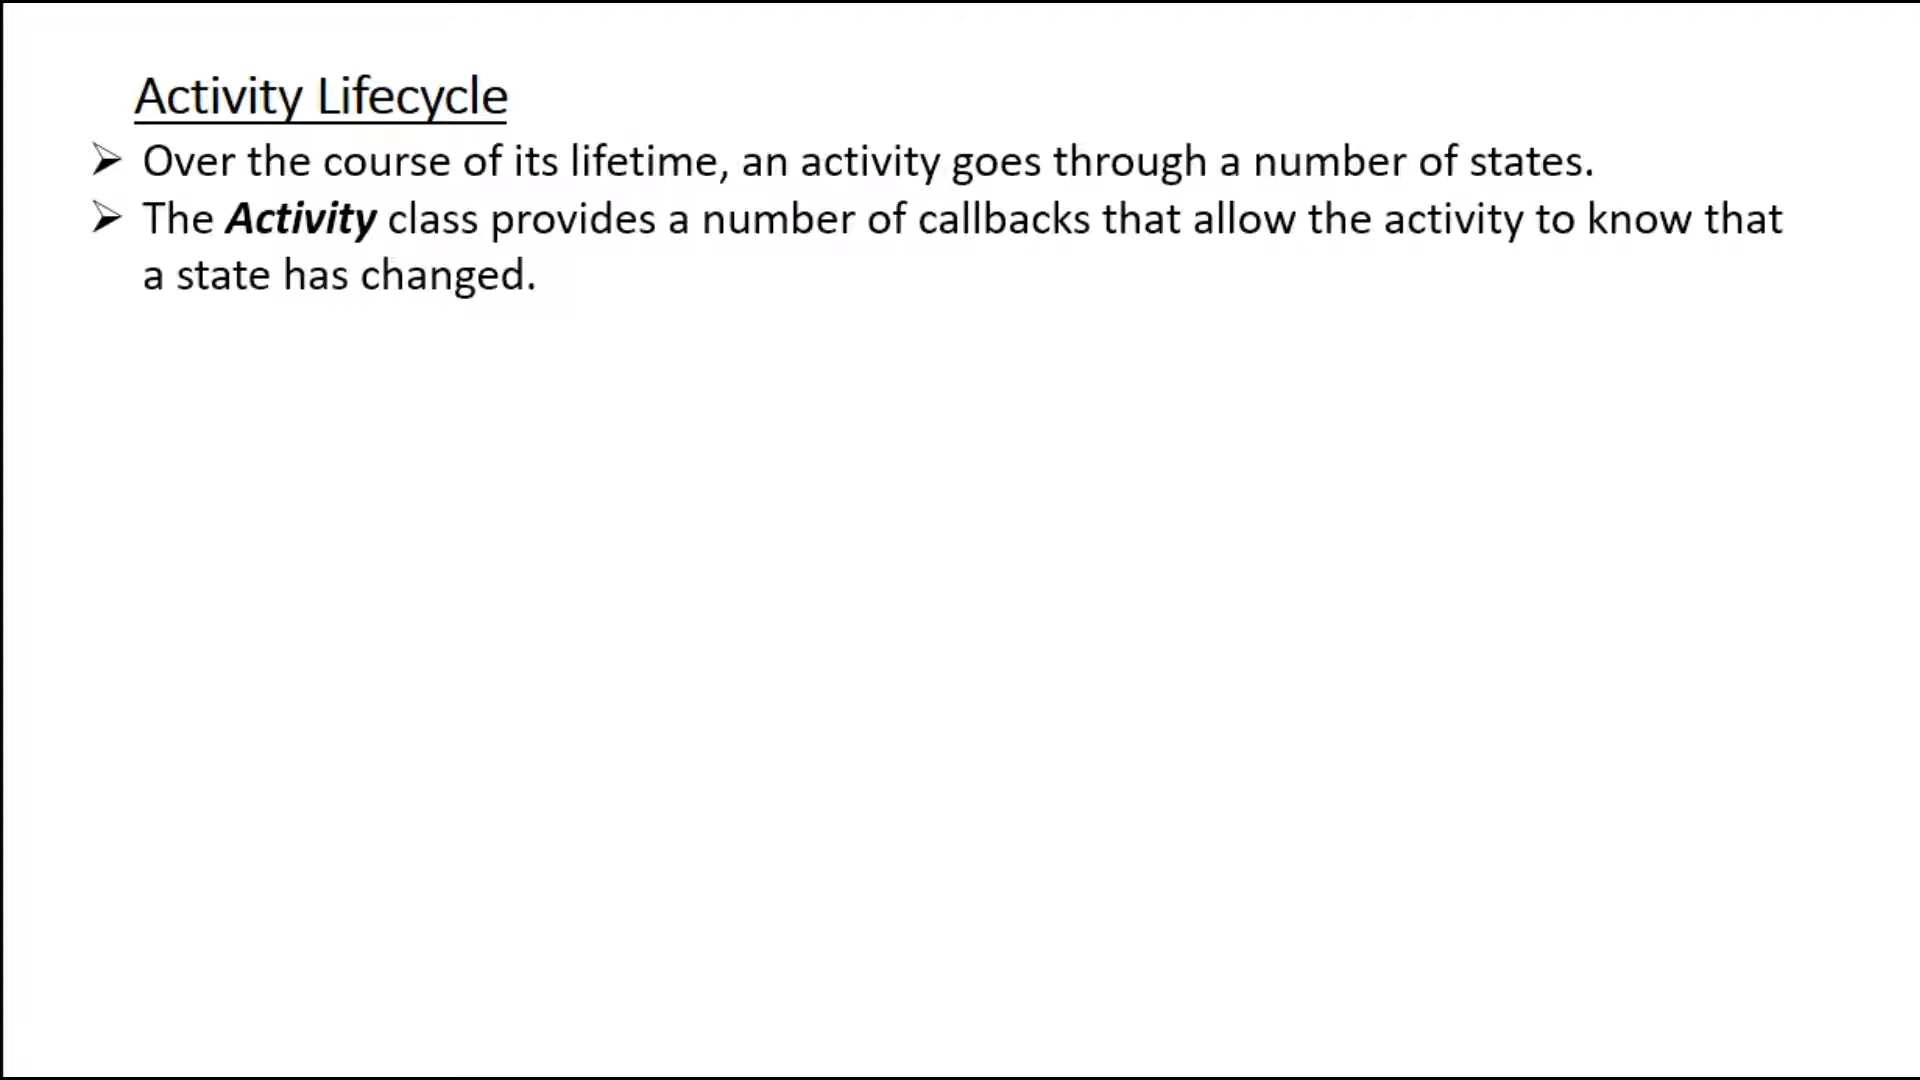 Activity Lifecycle
➢ Over the course of its lifetime, an activity goes through a number of states.
➢ The Activity class provides a number of callbacks that allow the activity to know that
a state has changed.